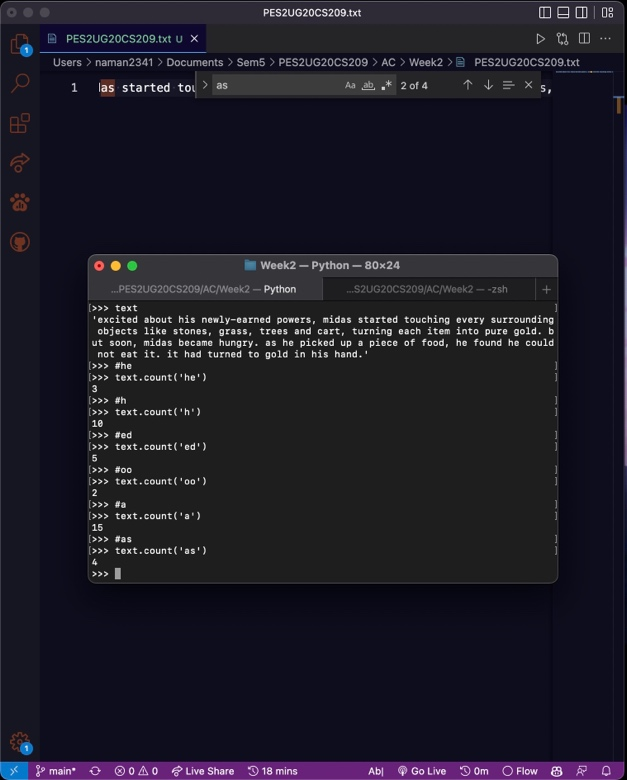 PES2UG20CS209.txt
PES2UG20CS209.txt U ×
Users > naman2341 > Documents > Sem5 > PES2UG20CS209 > AC > Week2 > PES2UG20CS209.txt
1 as started tou
> as Aa ab .* 2 of 4
s,
1
Week2 — Python — 80×24
...PES2UG20CS209/AC/Week2 — Python
...S2UG20CS209/AC/Week2 — -zsh +
[>>> text ]
'excited about his newly-earned powers, midas started touching every surrounding
objects like stones, grass, trees and cart, turning each item into pure gold. b
ut soon, midas became hungry. as he picked up a piece of food, he found he could
not eat it. it had turned to gold in his hand.'
[>>> #he ]
[>>> text.count('he') ]
3
[>>> #h ]
[>>> text.count('h') ]
10
[>>> #ed ]
[>>> text.count('ed') ]
5
[>>> #oo ]
[>>> text.count('oo') ]
2
[>>> #a ]
[>>> text.count('a') ]
15
[>>> #as ]
[>>> text.count('as') ]
4
>>>
1
main* 0 0 Live Share 18 mins Ab| Go Live 0m Flow